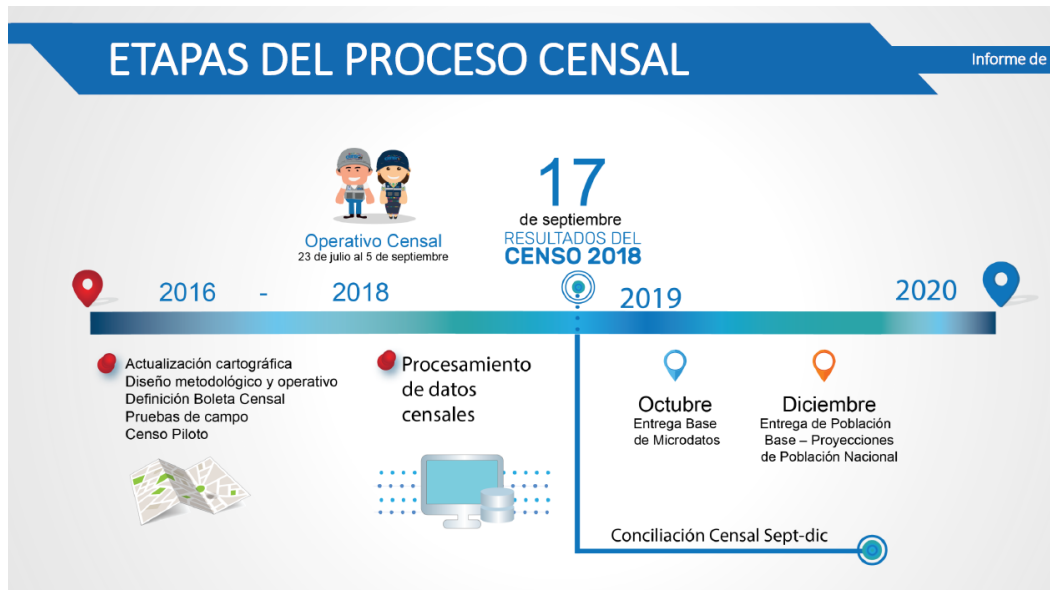 ETAPAS DEL PROCESO CENSAL
Informe de
17
de septiembre
RESULTADOS DEL
CENSO 2018
Operativo Censal
23 de julio al 5 de septiembre
2016 - 2018
2019
2020
Actualización cartográfica
Diseño metodológico y operativo
Definición Boleta Censal
Pruebas de campo
Censo Piloto
Procesamiento
de datos
censales
Octubre
Entrega Base
de Microdatos
Diciembre
Entrega de Población
Base – Proyecciones
de Población Nacional
Conciliación Censal Sept-dic